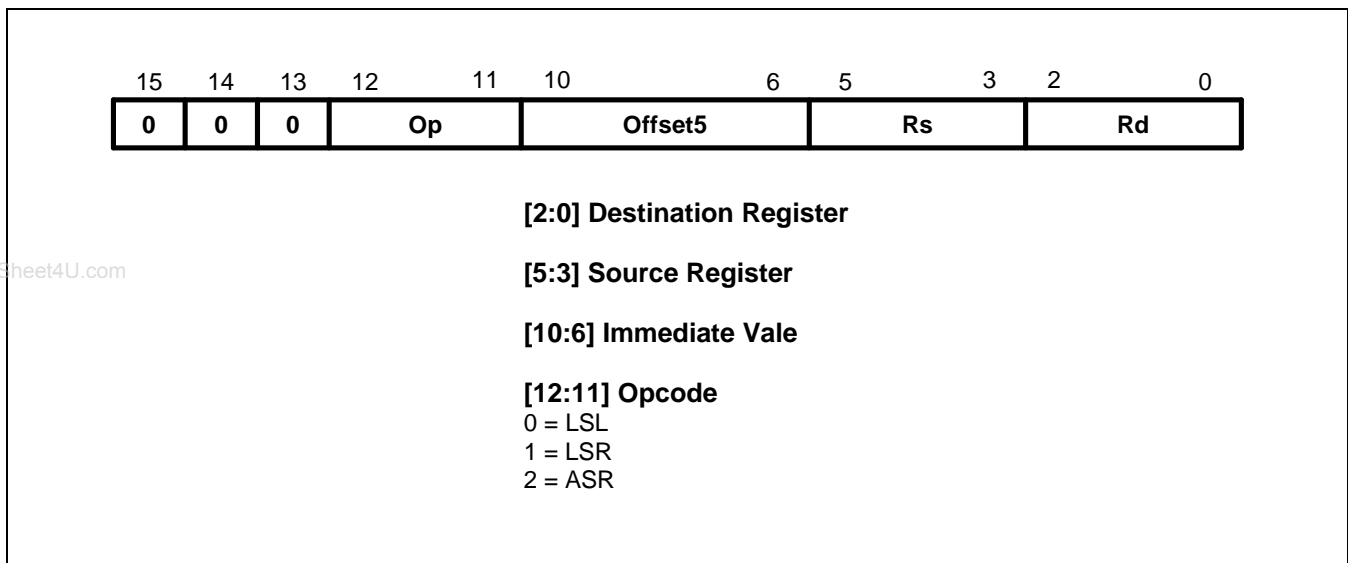 15 14 13 12 11 10 6 5 3 2 0
0 0 0 Op Offset5 Rs Rd
[2:0] Destination Register
[5:3] Source Register
Sheet4U.com
[10:6] Immediate Vale
[12:11] Opcode
0 = LSL
1 = LSR
2 = ASR